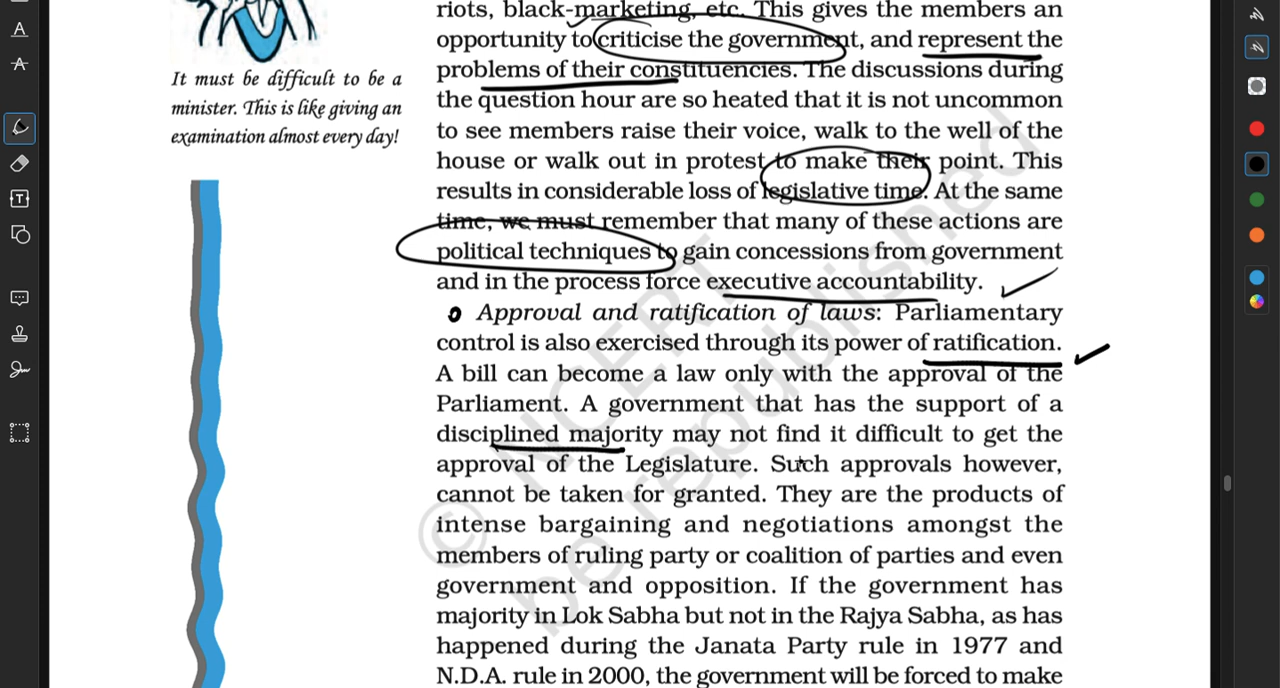 It must be difficult to be a
minister. This is like giving an
examination almost every day!
riots, black-marketing, etc. This gives the members an
opportunity to criticise the government, and represent the
problems of their constituencies. The discussions during
the question hour are so heated that it is not uncommon
to see members raise their voice, walk to the well of the
house or walk out in protest to make their point. This
results in considerable loss of legislative time. At the same
time, we must remember that many of these actions are
political techniques to gain concessions from government
and in the process force executive accountability.
Approval and ratification of laws: Parliamentary
control is also exercised through its power of ratification.
A bill can become a law only with the approval of the
Parliament. A government that has the support of a
disciplined majority may not find it difficult to get the
approval of the Legislature. Such approvals however,
cannot be taken for granted. They are the products of
intense bargaining and negotiations amongst the
members of ruling party or coalition of parties and even
government and opposition. If the government has
majority in Lok Sabha but not in the Rajya Sabha, as has
happened during the Janata Party rule in 1977 and
N.D.A. rule in 2000, the government will be forced to make
© NCERT
be republished